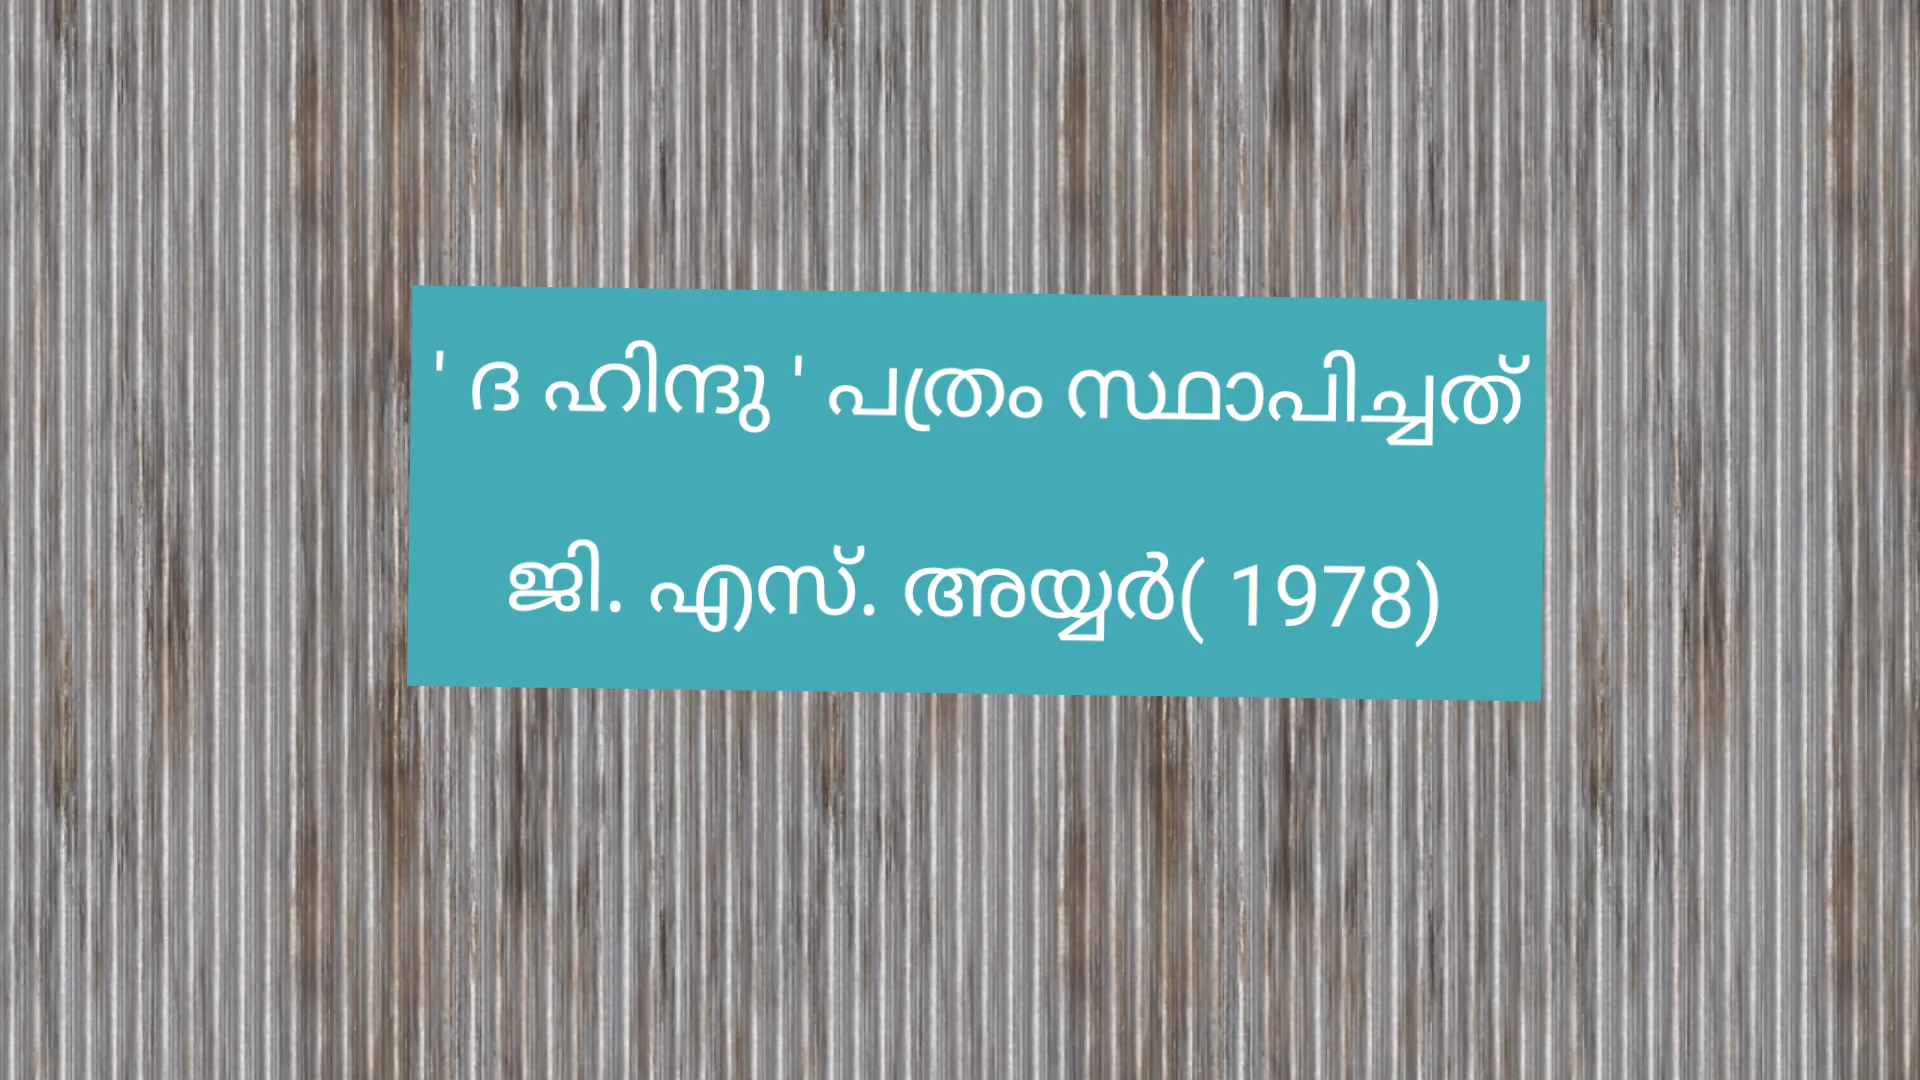 ' ദ ഹിന്ദു ' പത്രം സ്ഥാപിച്ചത്
ജി. എസ്. അയ്യർ( 1978)